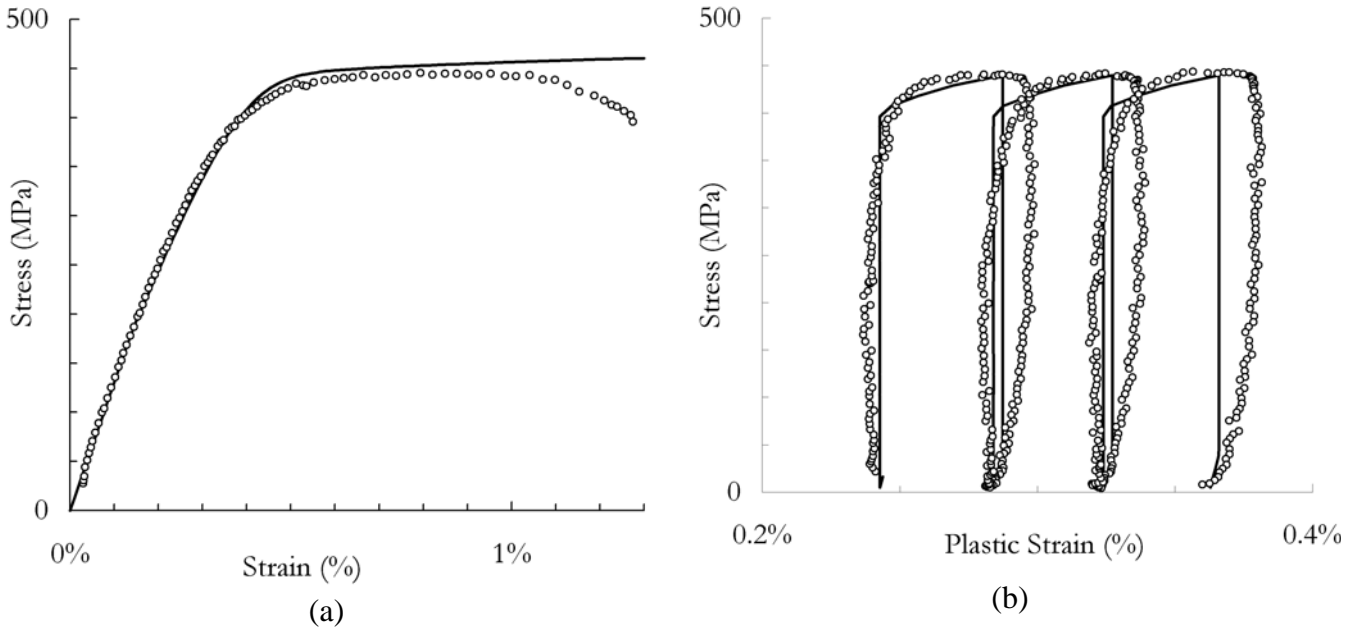 500
Stress (MPa)
0
0%
1%
Strain (%)
(a)
500
Stress (MPa)
0
0.2%
0.4%
Plastic Strain (%)
(b)